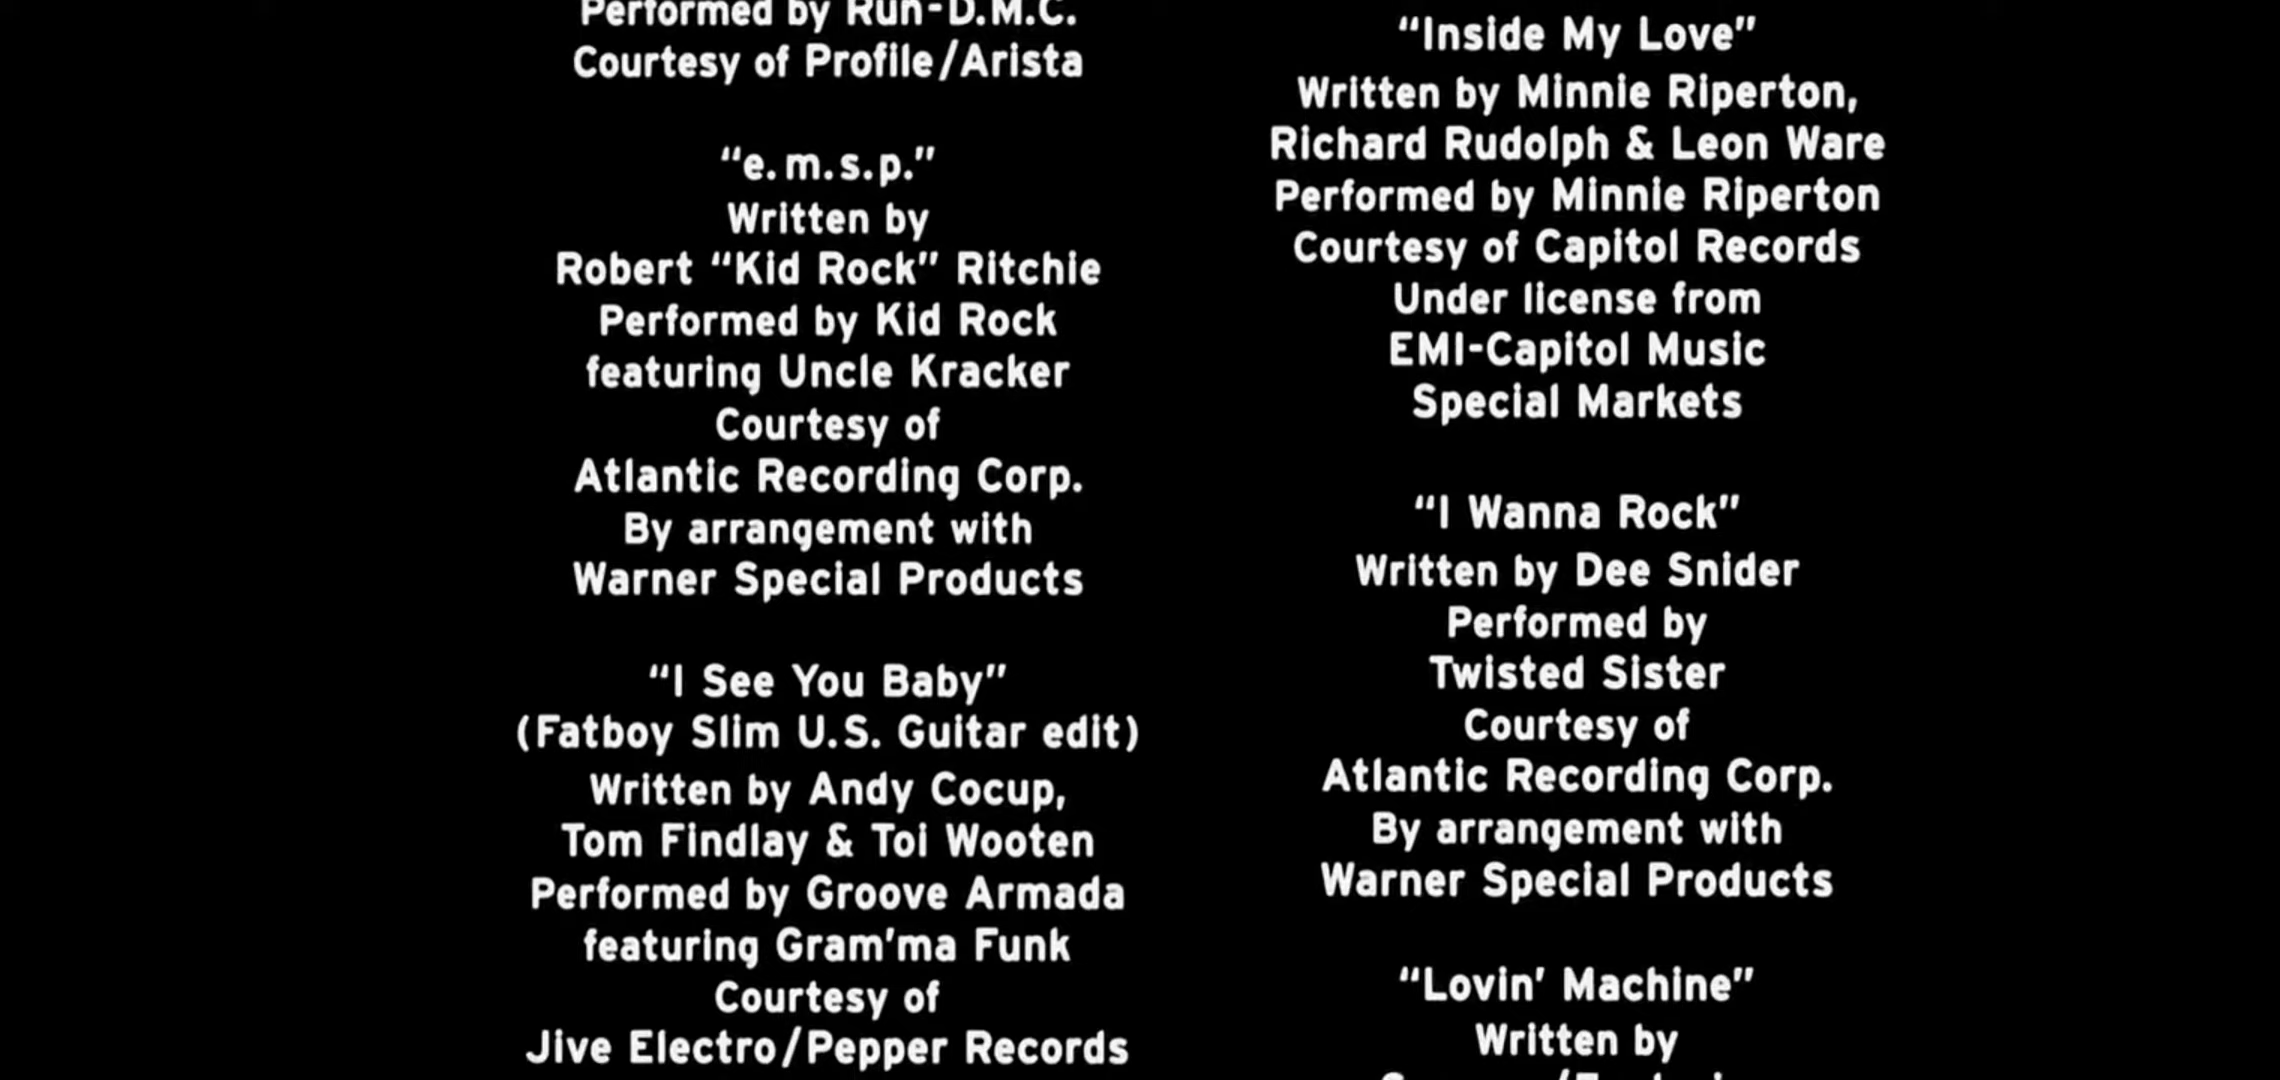 Performed by Run-D.M.C.
Courtesy of Profile/Arista
“e.m.s.p.”
Written by
Robert “Kid Rock” Ritchie
Performed by Kid Rock
featuring Uncle Kracker
Courtesy of
Atlantic Recording Corp.
By arrangement with
Warner Special Products
“I See You Baby”
(Fatboy Slim U.S. Guitar edit)
Written by Andy Cocup,
Tom Findlay & Toi Wooten
Performed by Groove Armada
featuring Gram’ma Funk
Courtesy of
Jive Electro/Pepper Records
“Inside My Love”
Written by Minnie Riperton,
Richard Rudolph & Leon Ware
Performed by Minnie Riperton
Courtesy of Capitol Records
Under license from
EMI-Capitol Music
Special Markets
“I Wanna Rock”
Written by Dee Snider
Performed by
Twisted Sister
Courtesy of
Atlantic Recording Corp.
By arrangement with
Warner Special Products
“Lovin’ Machine”
Written by